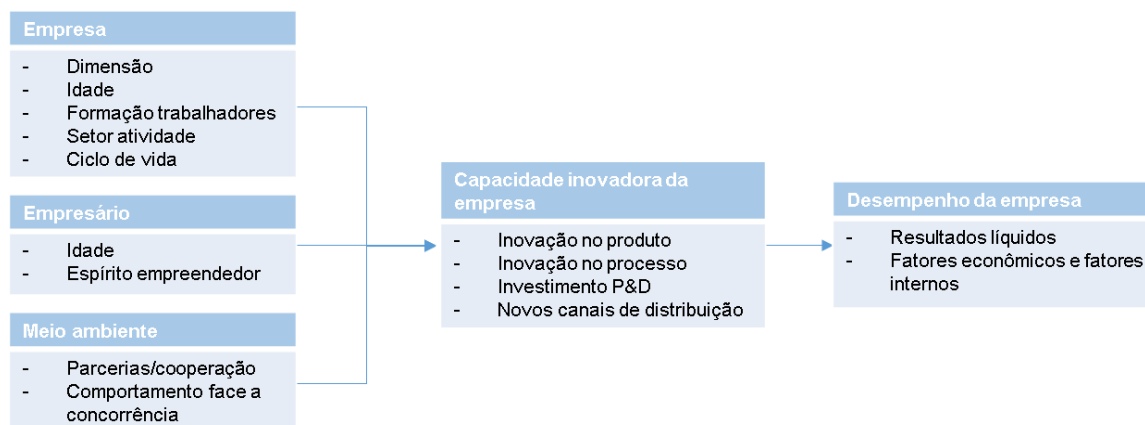 Empresa
- Dimensão
- Idade
- Formação trabalhadores
- Setor atividade
- Ciclo de vida
Empresário
- Idade
- Espírito empreendedor
Meio ambiente
- Parcerias/cooperação
- Comportamento face a
concorrência
Capacidade inovadora da
empresa
- Inovação no produto
- Inovação no processo
- Investimento P&D
- Novos canais de distribuição
Desempenho da empresa
- Resultados líquidos
- Fatores econômicos e fatores
internos